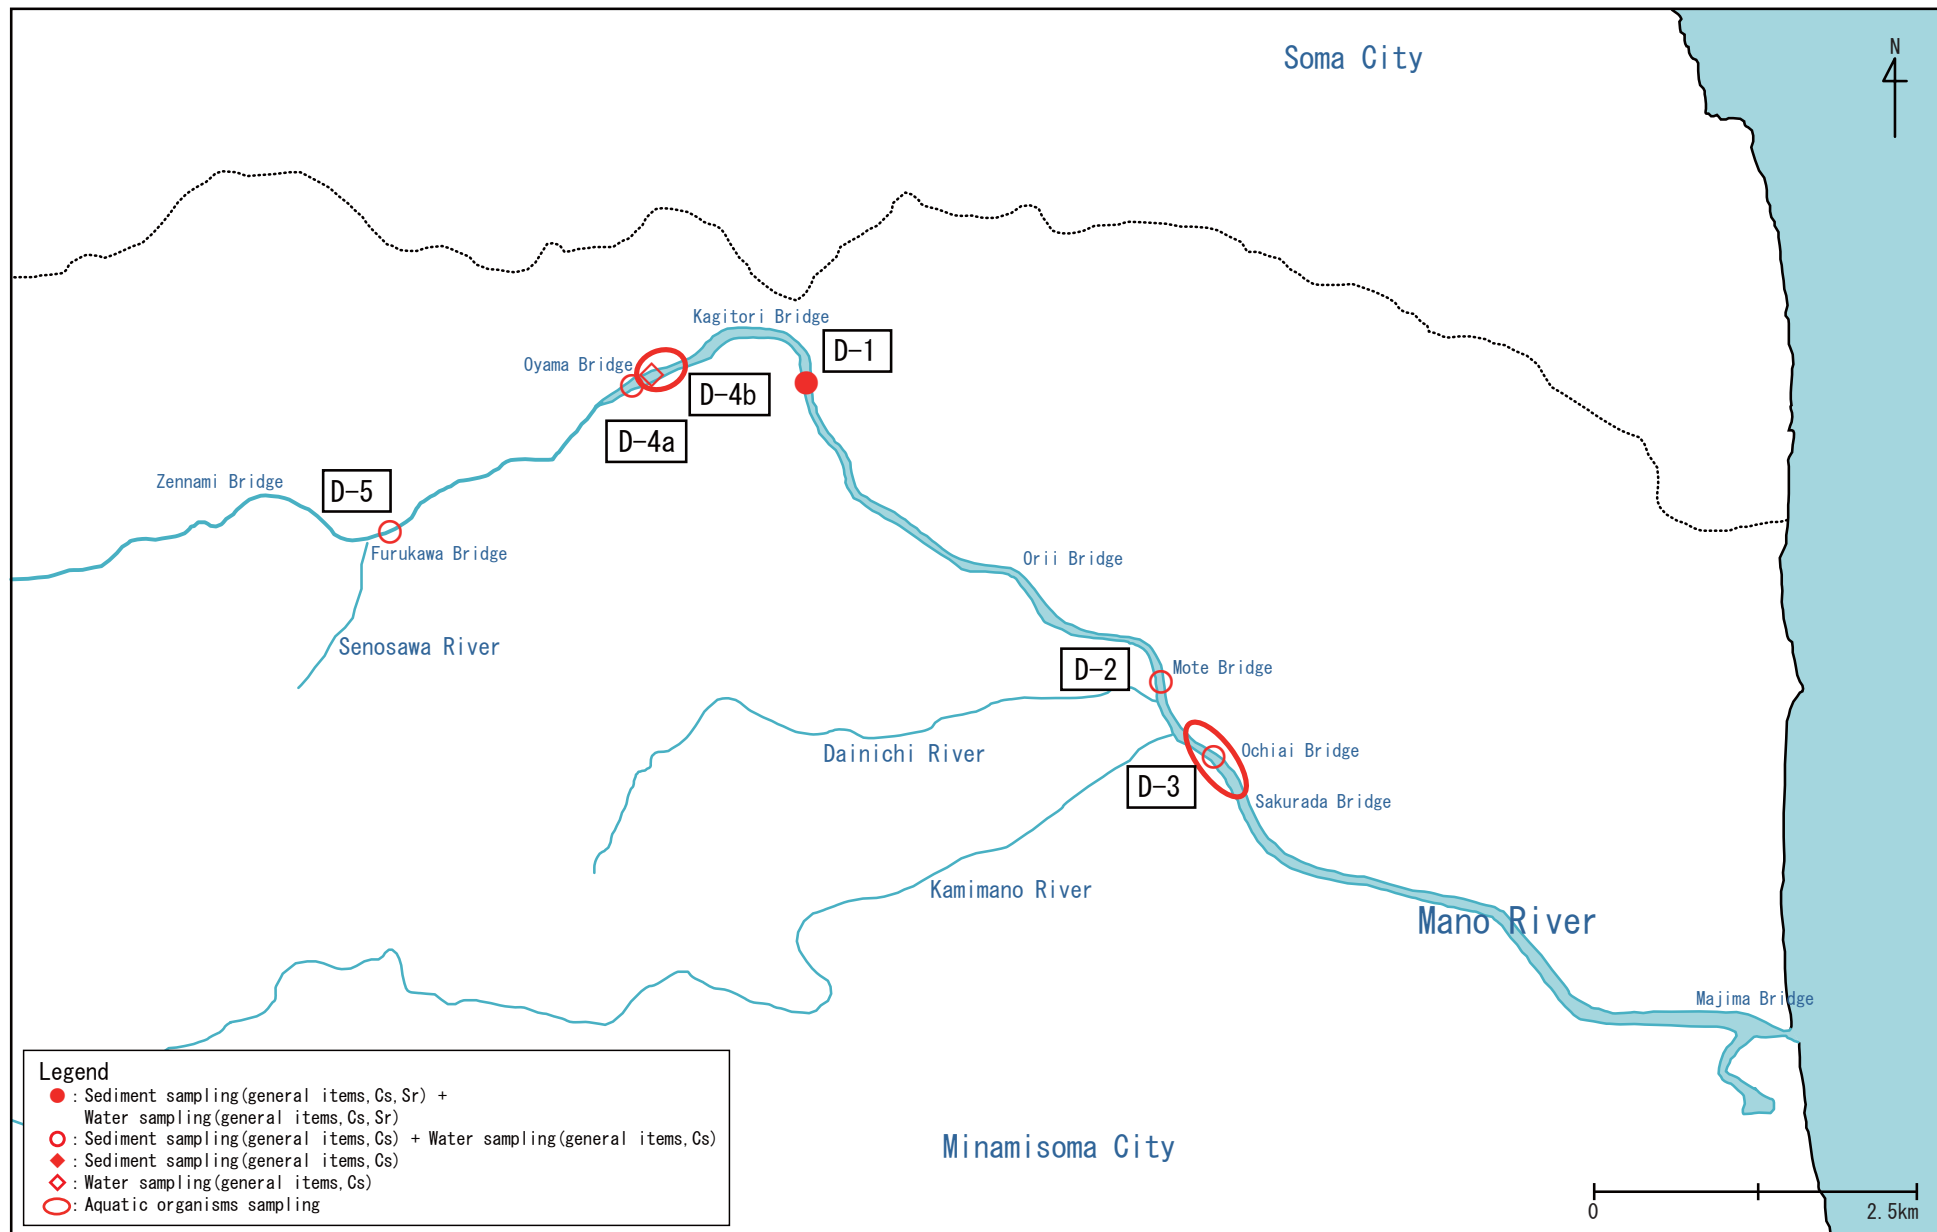 Soma City
N
Kagitori Bridge
D-1
Oyama Bridge
D-4b
D-4a
Zennami Bridge
D-5
Furukawa Bridge
Orii Bridge
Senosawa River
D-2
Mote Bridge
Dainichi River
Ochiai Bridge
D-3
Sakurada Bridge
Kamimano River
Mano River
Majima Bridge
Legend
: Sediment sampling(general items,Cs,Sr) +
Water sampling(general items,Cs,Sr)
: Sediment sampling(general items,Cs) + Water sampling(general items,Cs)
: Sediment sampling(general items,Cs)
: Water sampling(general items,Cs)
: Aquatic organisms sampling
Minamisoma City
0 2.5km